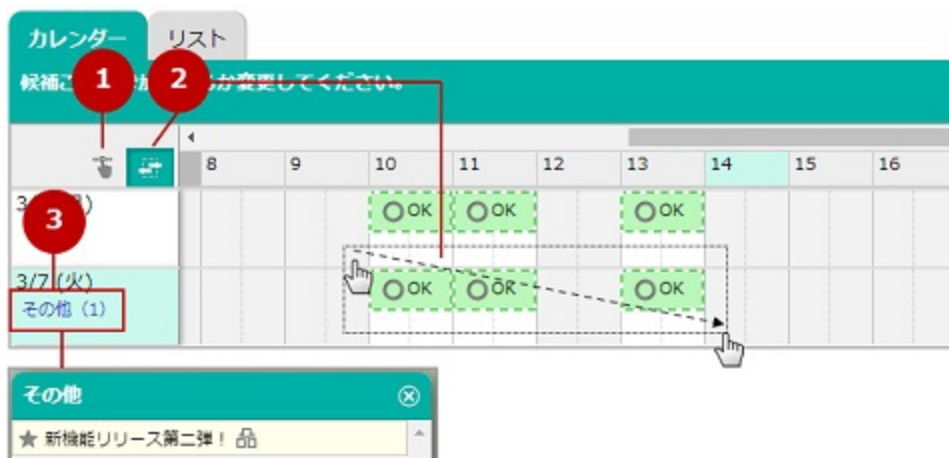 カレンダー リスト
候補ご か変更してください。
1 2
8 9 10 11 12 13 14 15 16
3
OK OK OK
3/7 (火)
その他 (1)
OK OK OK
その他
新機能リリース第二弾!